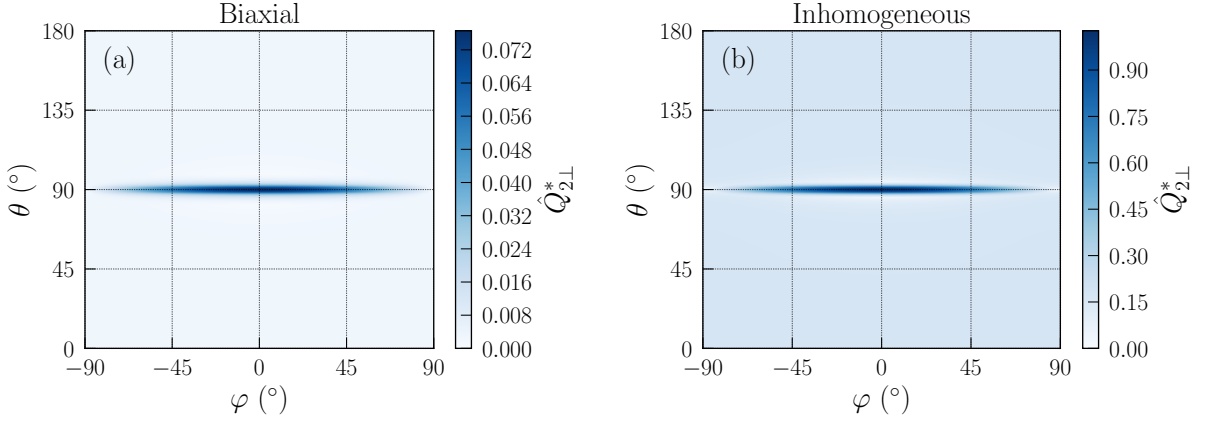 Biaxial
(a)
180
135
90
45
0
θ (°)
−90 −45 0 45 90
φ (°)
0.072
0.064
0.056
0.048
0.040
0.032
0.024
0.016
0.008
0.000
Q̂*2⊥
Inhomogeneous
(b)
180
135
90
45
0
θ (°)
−90 −45 0 45 90
φ (°)
0.90
0.75
0.60
0.45
0.30
0.15
0.00
Q̂*2⊥